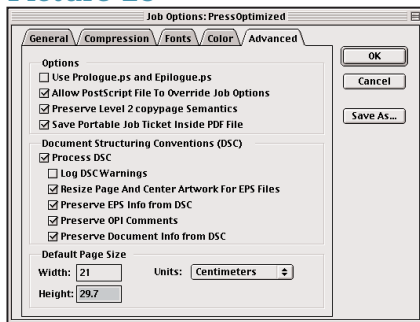 Job Options: PressOptimized
General Compression Fonts Color Advanced
Options
Use Prologue.ps and Epilogue.ps
Allow PostScript File To Override Job Options
Preserve Level 2 copypage Semantics
Save Portable Job Ticket Inside PDF File
Document Structuring Conventions (DSC)
Process DSC
Log DSC Warnings
Resize Page And Center Artwork For EPS Files
Preserve EPS Info from DSC
Preserve OPI Comments
Preserve Document Info from DSC
Default Page Size
Width: 21 Units: Centimeters
Height: 29.7
OK
Cancel
Save As...